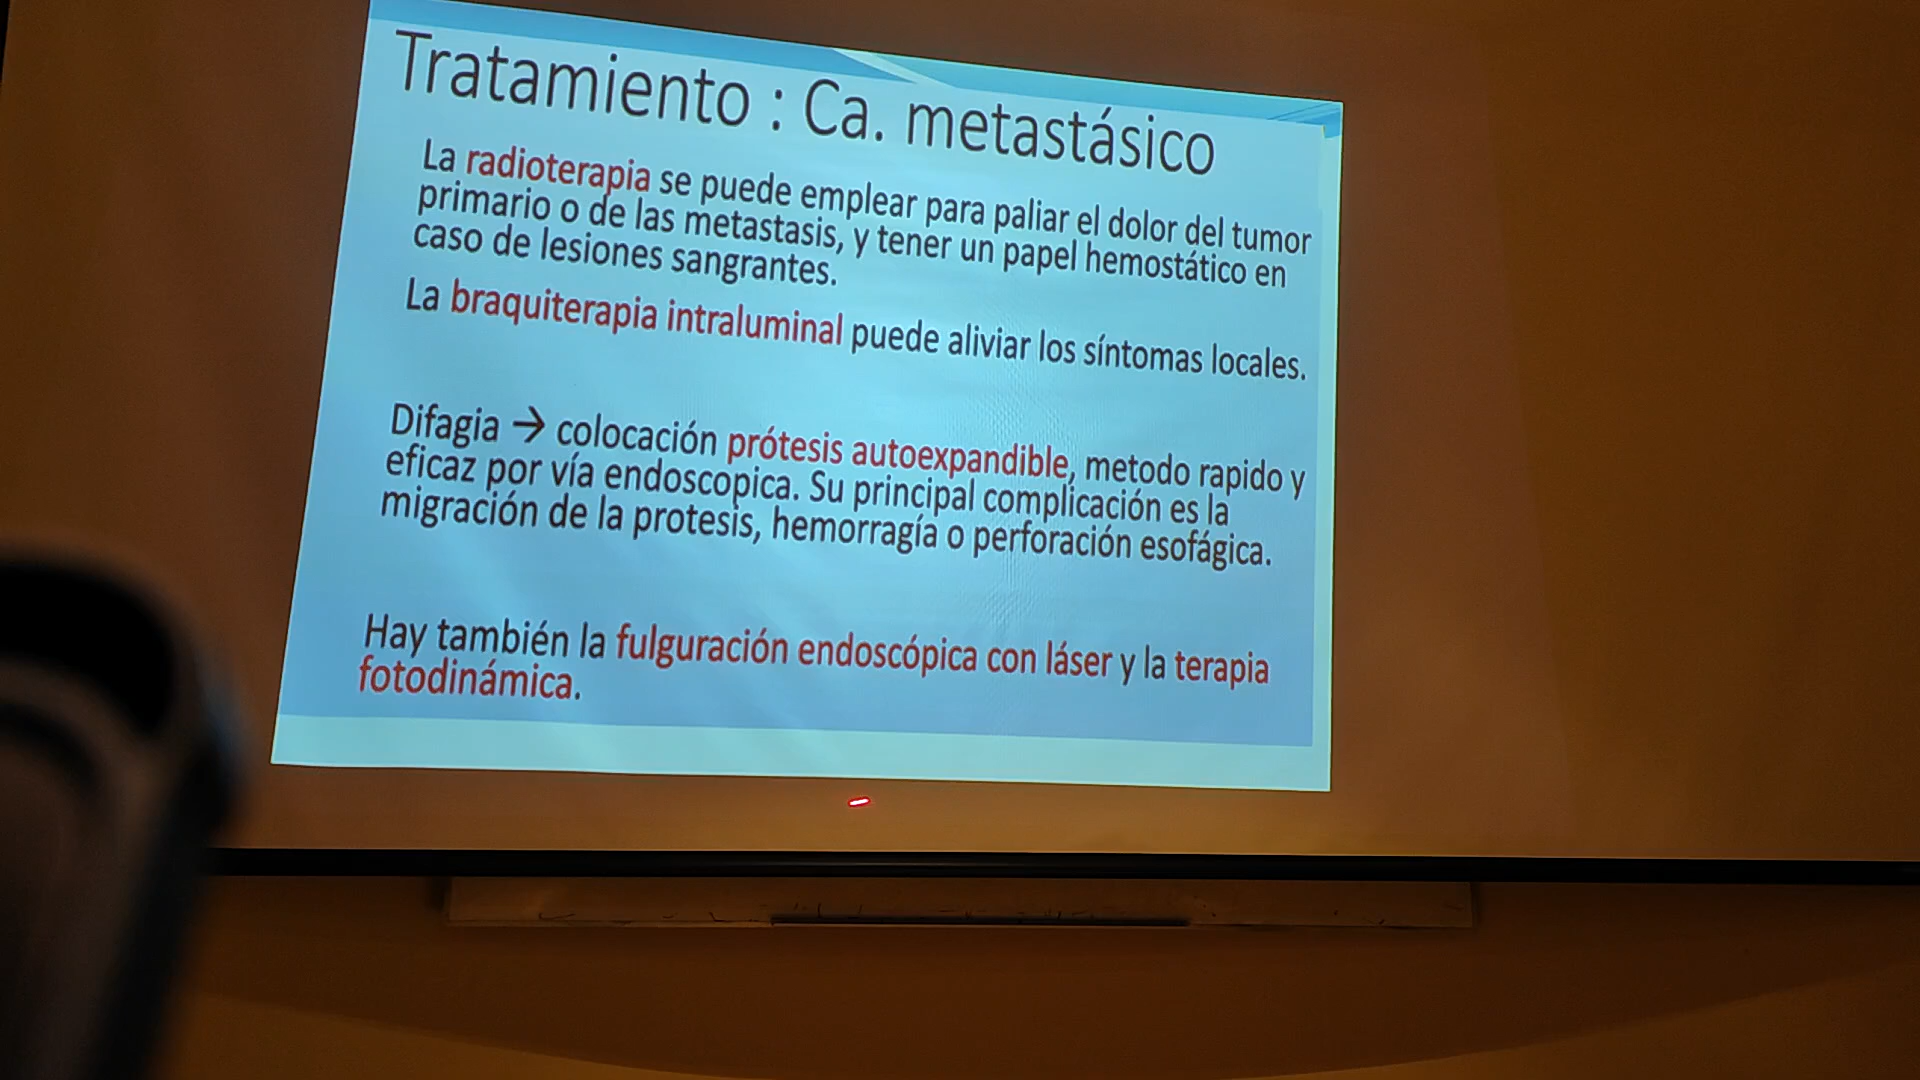 Tratamiento : Ca. metastásico
La radioterapia se puede emplear para paliar el dolor del tumor
primario o de las metastasis, y tener un papel hemostático en
caso de lesiones sangrantes.
La braquiterapia intraluminal puede aliviar los síntomas locales.
Difagia → colocación prótesis autoexpandible, metodo rapido y
eficaz por vía endoscopica. Su principal complicación es la
migración de la protesis, hemorragía o perforación esofágica.
Hay también la fulguración endoscópica con láser y la terapia
fotodinámica.